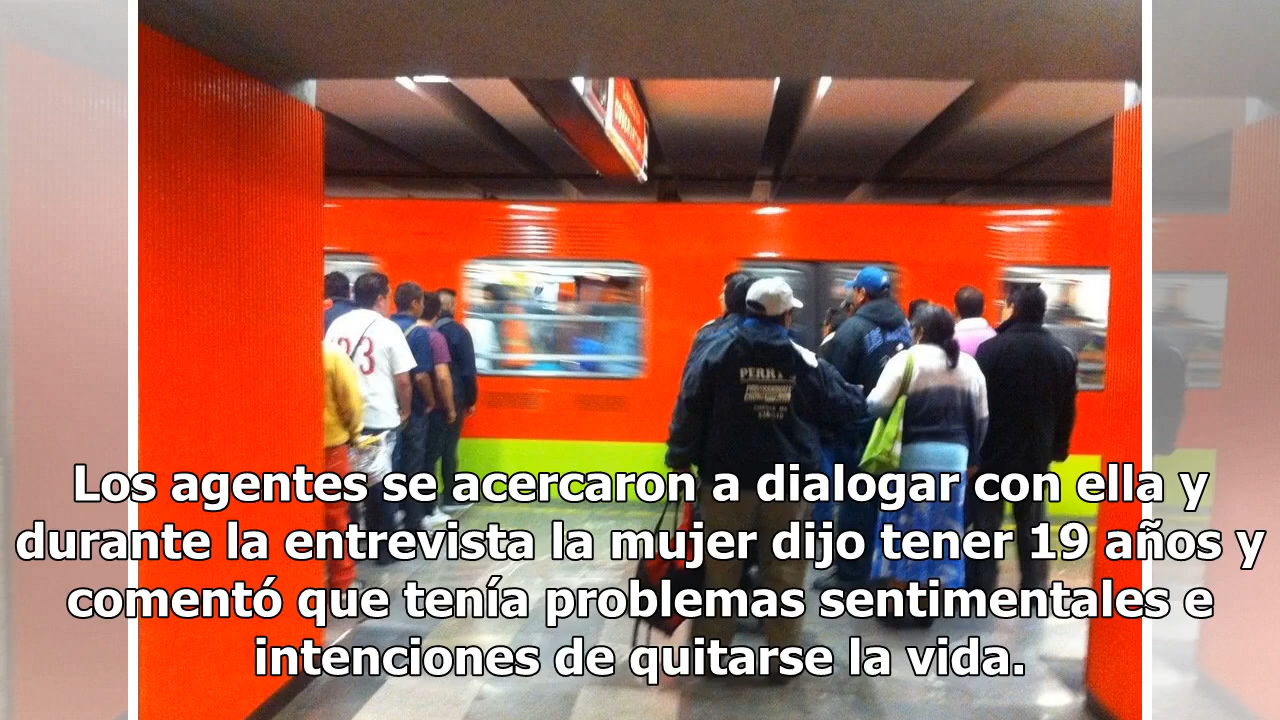 PERR
Los agentes se acercaron a dialogar con ella y
durante la entrevista la mujer dijo tener 19 años y
comentó que tenía problemas sentimentales e
intenciones de quitarse la vida.